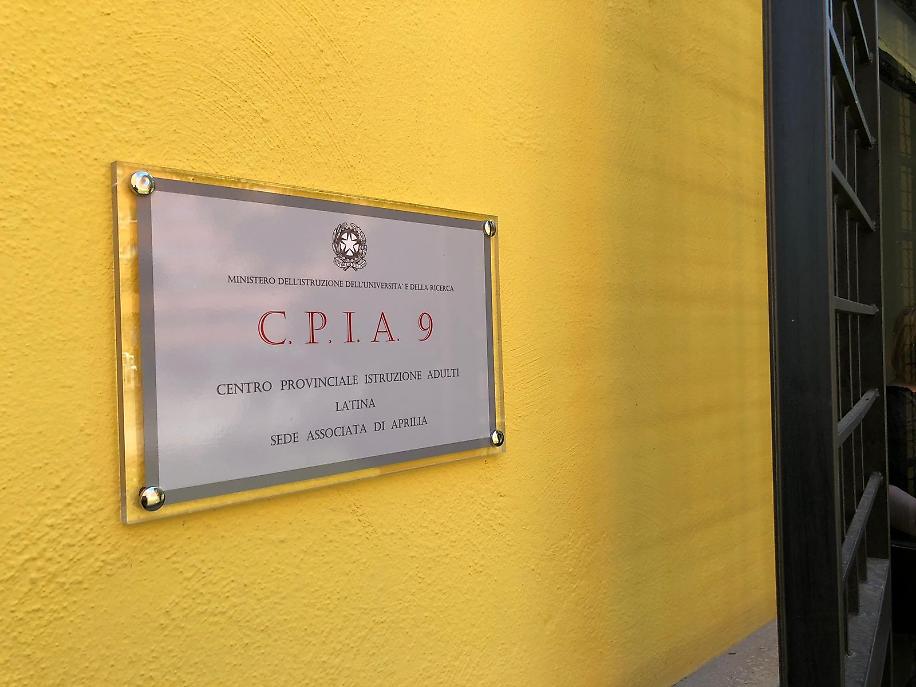 MINISTERO DELL'ISTRUZIONE DELL'UNIVERSITA' E DELLA RICERCA
C. P. I. A. 9
CENTRO PROVINCIALE ISTRUZIONE ADULTI
LATINA
SEDE ASSOCIATA DI APRILIA